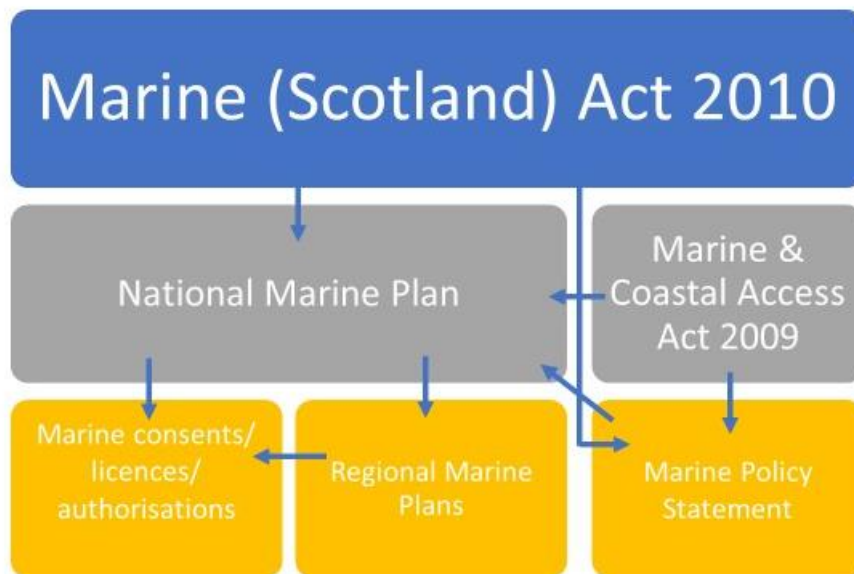 Marine (Scotland) Act 2010
National Marine Plan
Marine &
Coastal Access
Act 2009
Marine consents/
licences/
authorisations
Regional Marine
Plans
Marine Policy
Statement